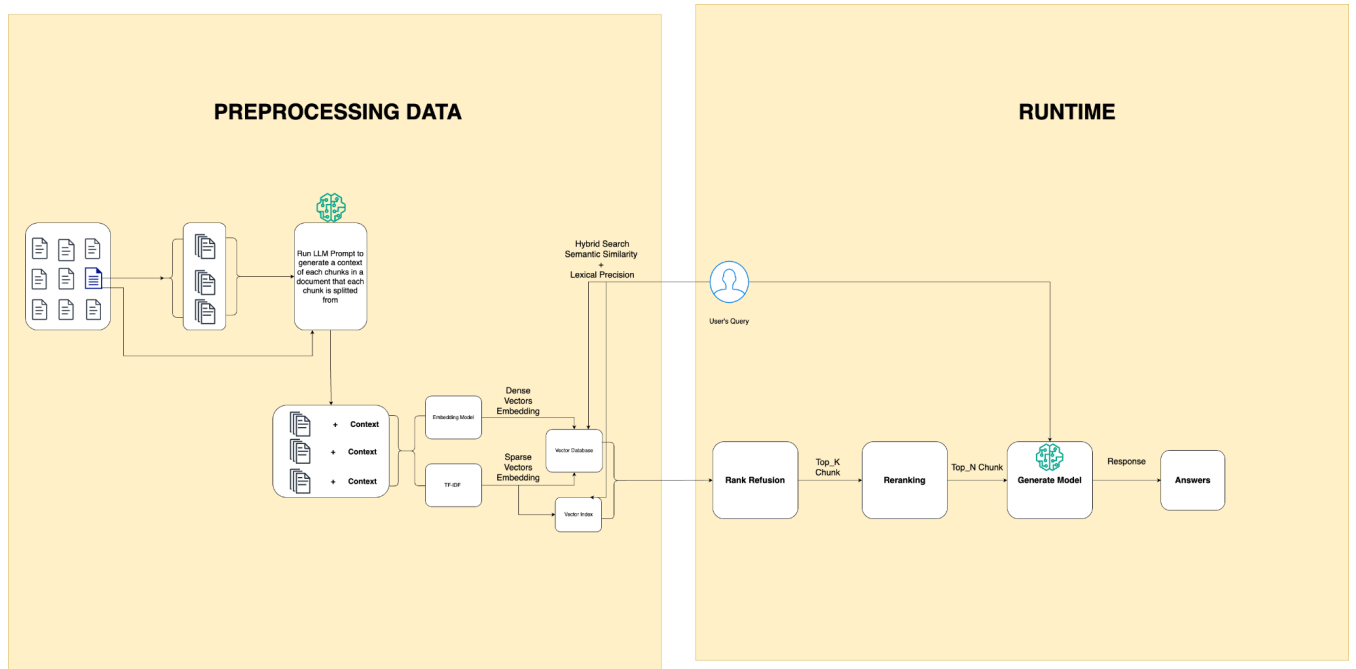 PREPROCESSING DATA
RUNTIME
Run LLM Prompt to
generate a context
of each chunks in a
document that each
chunk is splitted
from
Hybrid Search
Semantic Similarity
+
Lexical Precision
User's Query
+ Context
+ Context
+ Context
Embedding Model
TF-IDF
Dense
Vectors
Embedding
Sparse
Vectors
Embedding
Vector Database
Vector Index
Rank Refusion
Top_K
Chunk
Reranking
Top_N Chunk
Generate Model
Response
Answers